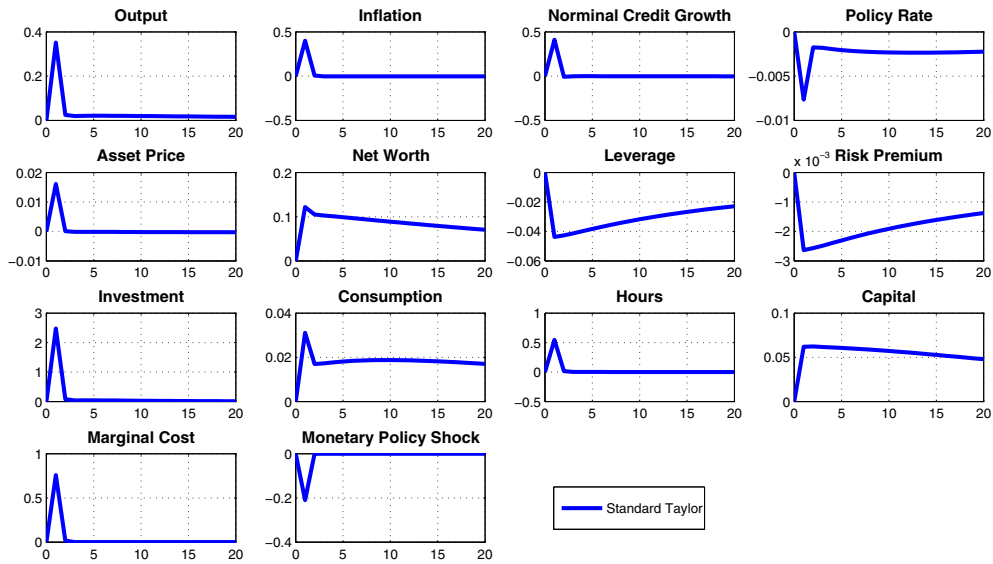 Output
0.4
0.2
0
0 5 10 15 20
Inflation
0.5
0
−0.5
0 5 10 15 20
Norminal Credit Growth
0.5
0
−0.5
0 5 10 15 20
Policy Rate
0
−0.005
−0.01
0 5 10 15 20
Asset Price
0.02
0.01
0
−0.01
0 5 10 15 20
Net Worth
0.2
0.1
0
0 5 10 15 20
Leverage
0
−0.02
−0.04
−0.06
0 5 10 15 20
x 10⁻³ Risk Premium
0
−1
−2
−3
0 5 10 15 20
Investment
3
2
1
0
0 5 10 15 20
Consumption
0.04
0.02
0
0 5 10 15 20
Hours
1
0.5
0
−0.5
0 5 10 15 20
Capital
0.1
0.05
0
0 5 10 15 20
Marginal Cost
1
0.5
0
0 5 10 15 20
Monetary Policy Shock
0
−0.2
−0.4
0 5 10 15 20
Standard Taylor